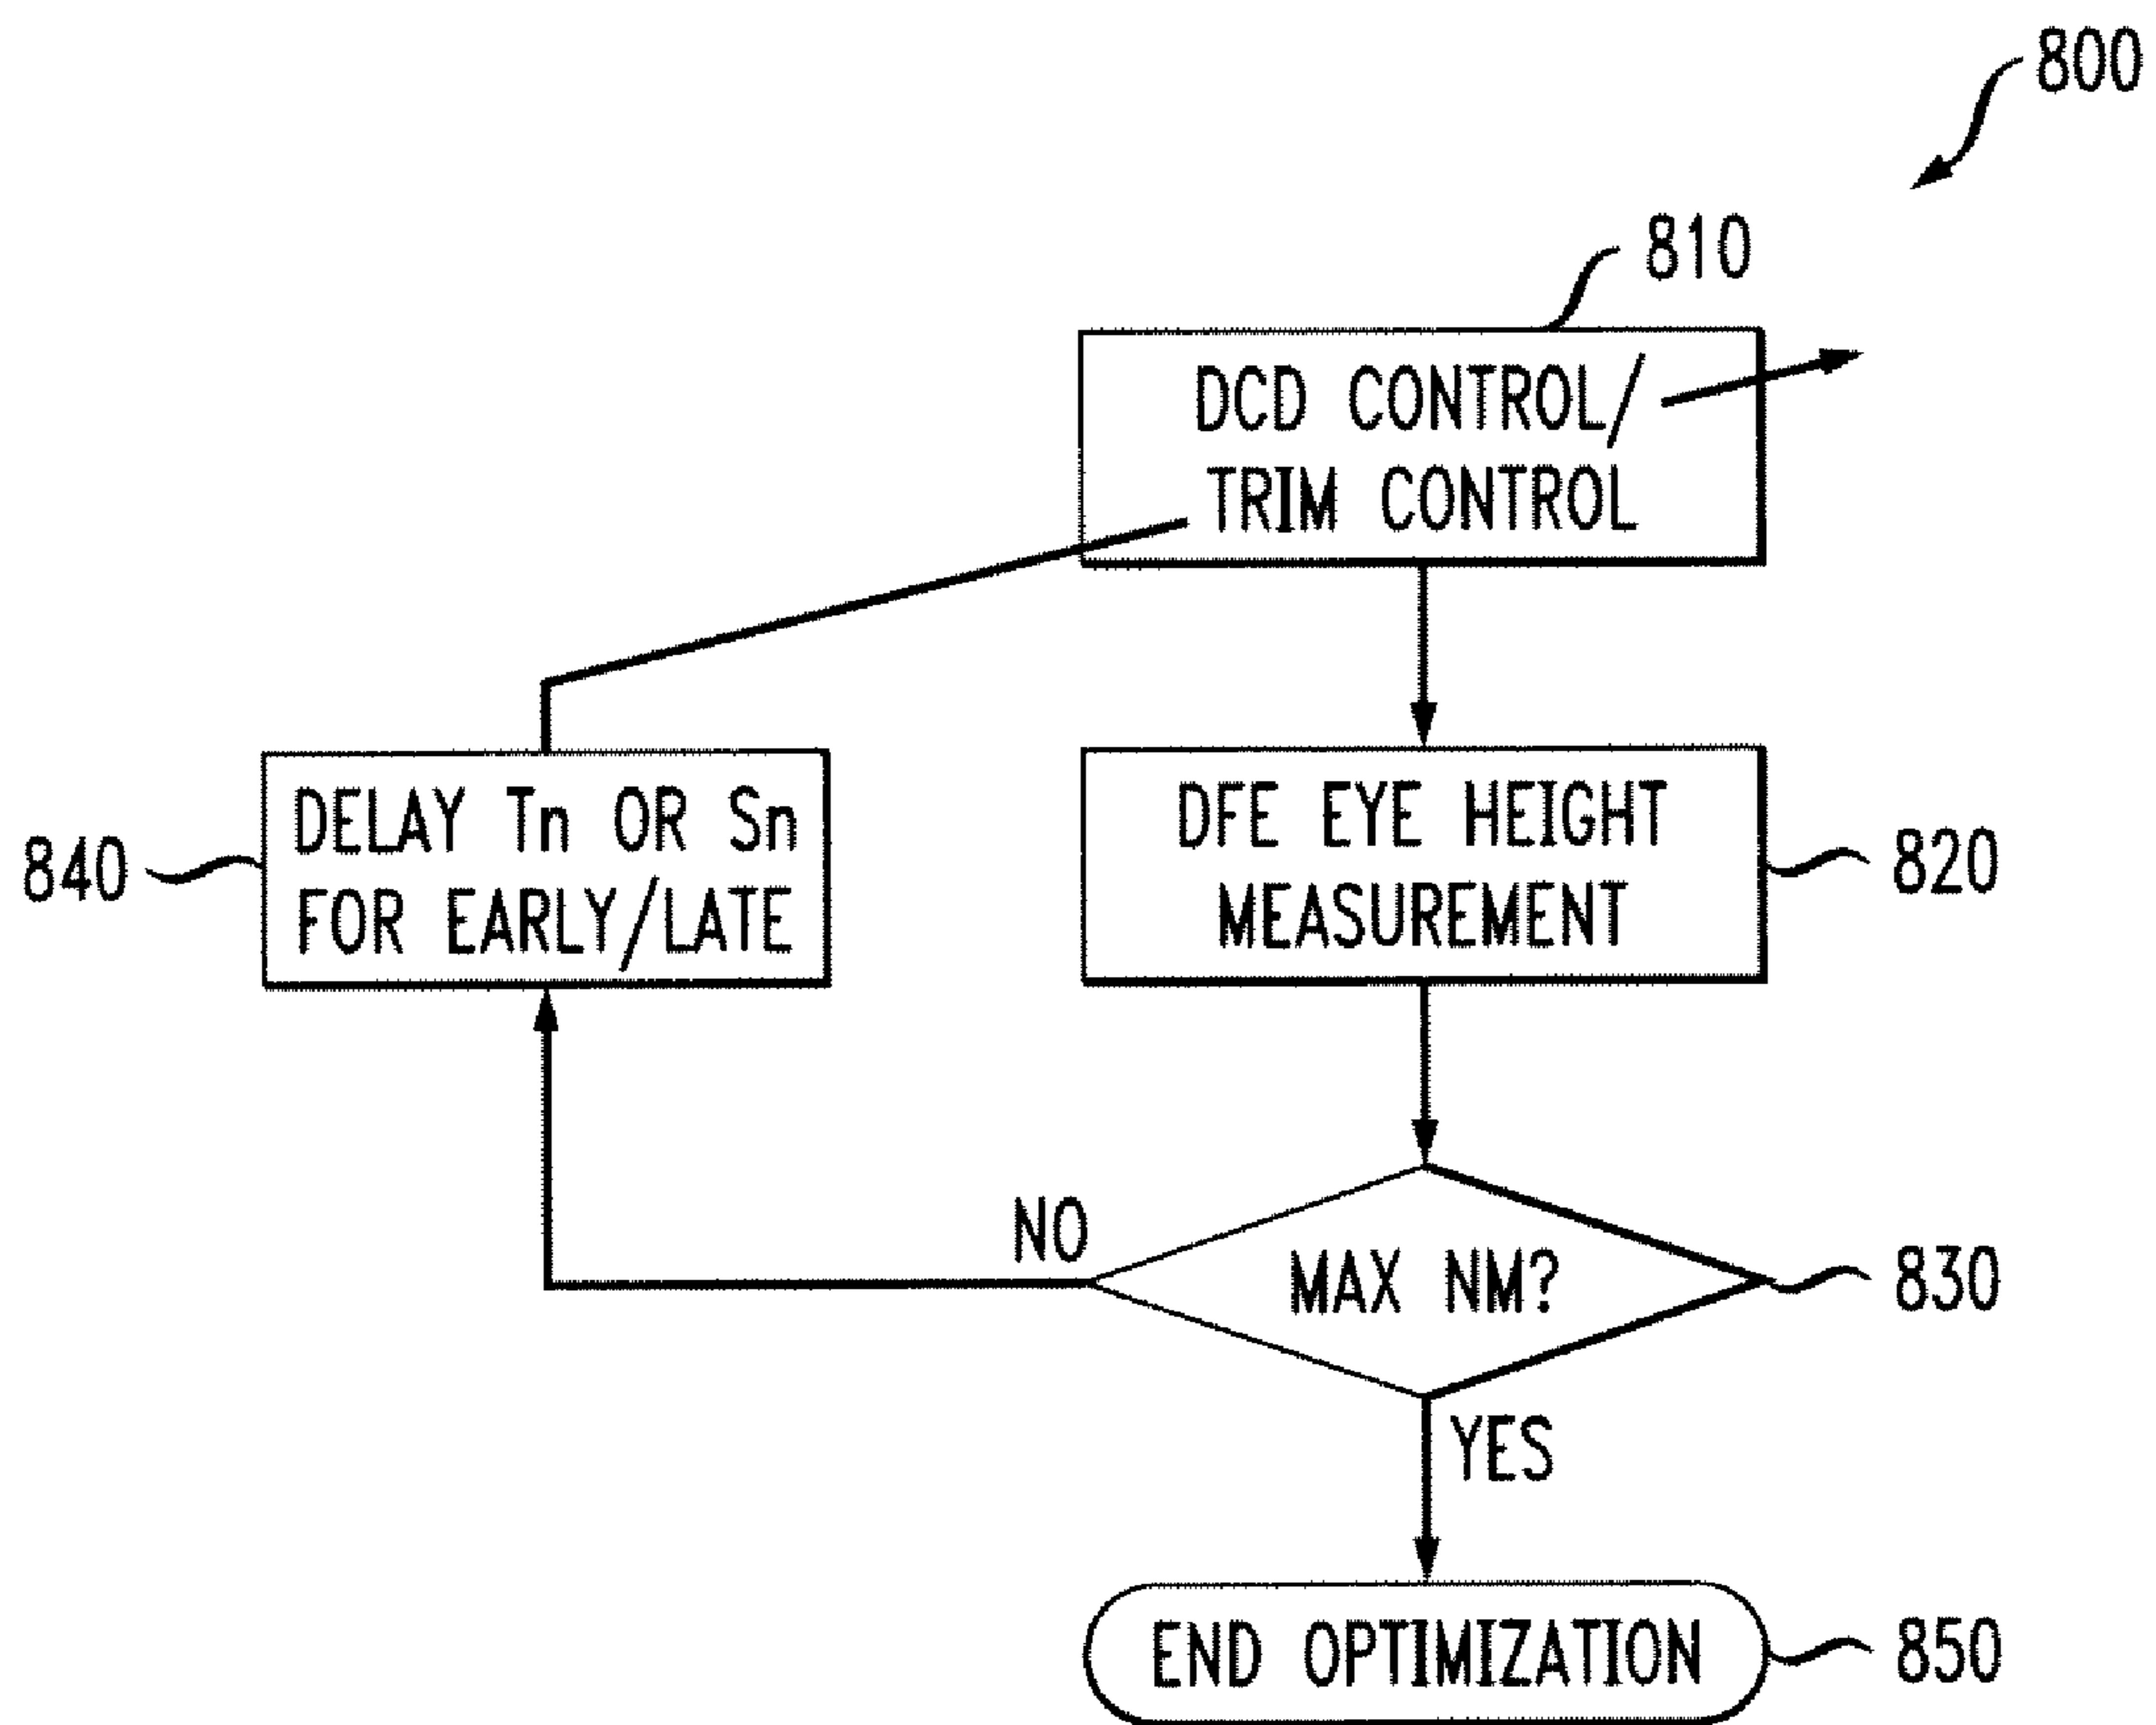 800
810
DCD CONTROL/
TRIM CONTROL
DELAY Tn OR Sn
FOR EARLY/LATE
840
DFE EYE HEIGHT
MEASUREMENT
820
NO
MAX NM?
830
YES
END OPTIMIZATION
850